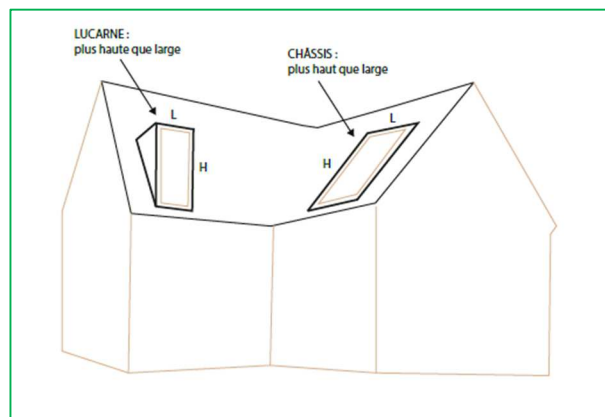 LUCARNE :
plus haute que large
CHÂSSIS :
plus haut que large
L
H
L
H